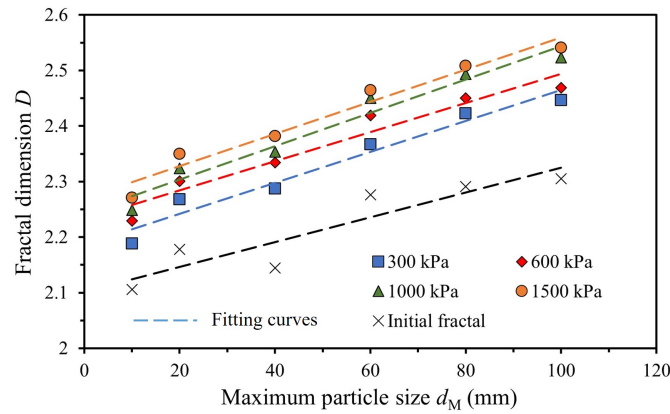 2.6
2.5
2.4
2.3
2.2
2.1
2
Fractal dimension D
300 kPa
600 kPa
1000 kPa
1500 kPa
Fitting curves
Initial fractal
0
20
40
60
80
100
120
Maximum particle size dM (mm)